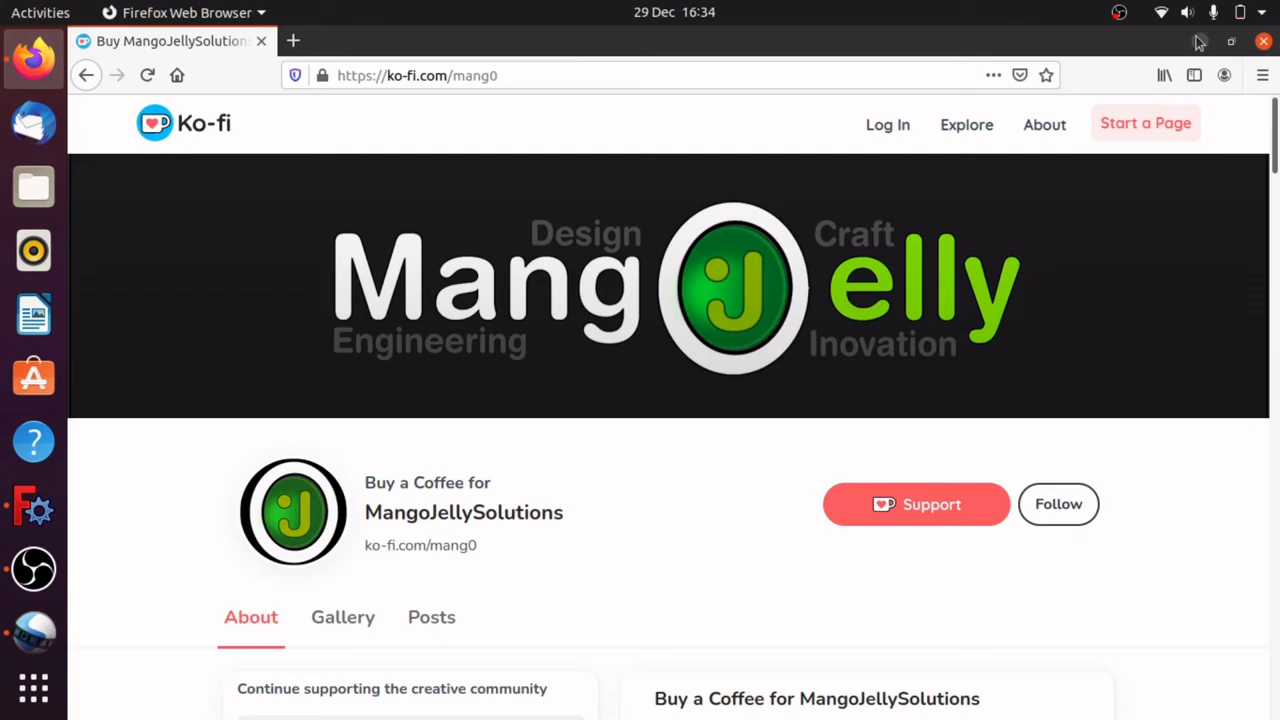 Activities
Firefox Web Browser
29 Dec 16:34
Buy MangoJellySolution
https://ko-fi.com/mang0
Ko-fi
Log In
Explore
About
Start a Page
Design
Craft
Mang J elly
Engineering
Inovation
Buy a Coffee for
MangoJellySolutions
ko-fi.com/mang0
Support
Follow
About
Gallery
Posts
Continue supporting the creative community
Buy a Coffee for MangoJellySolutions